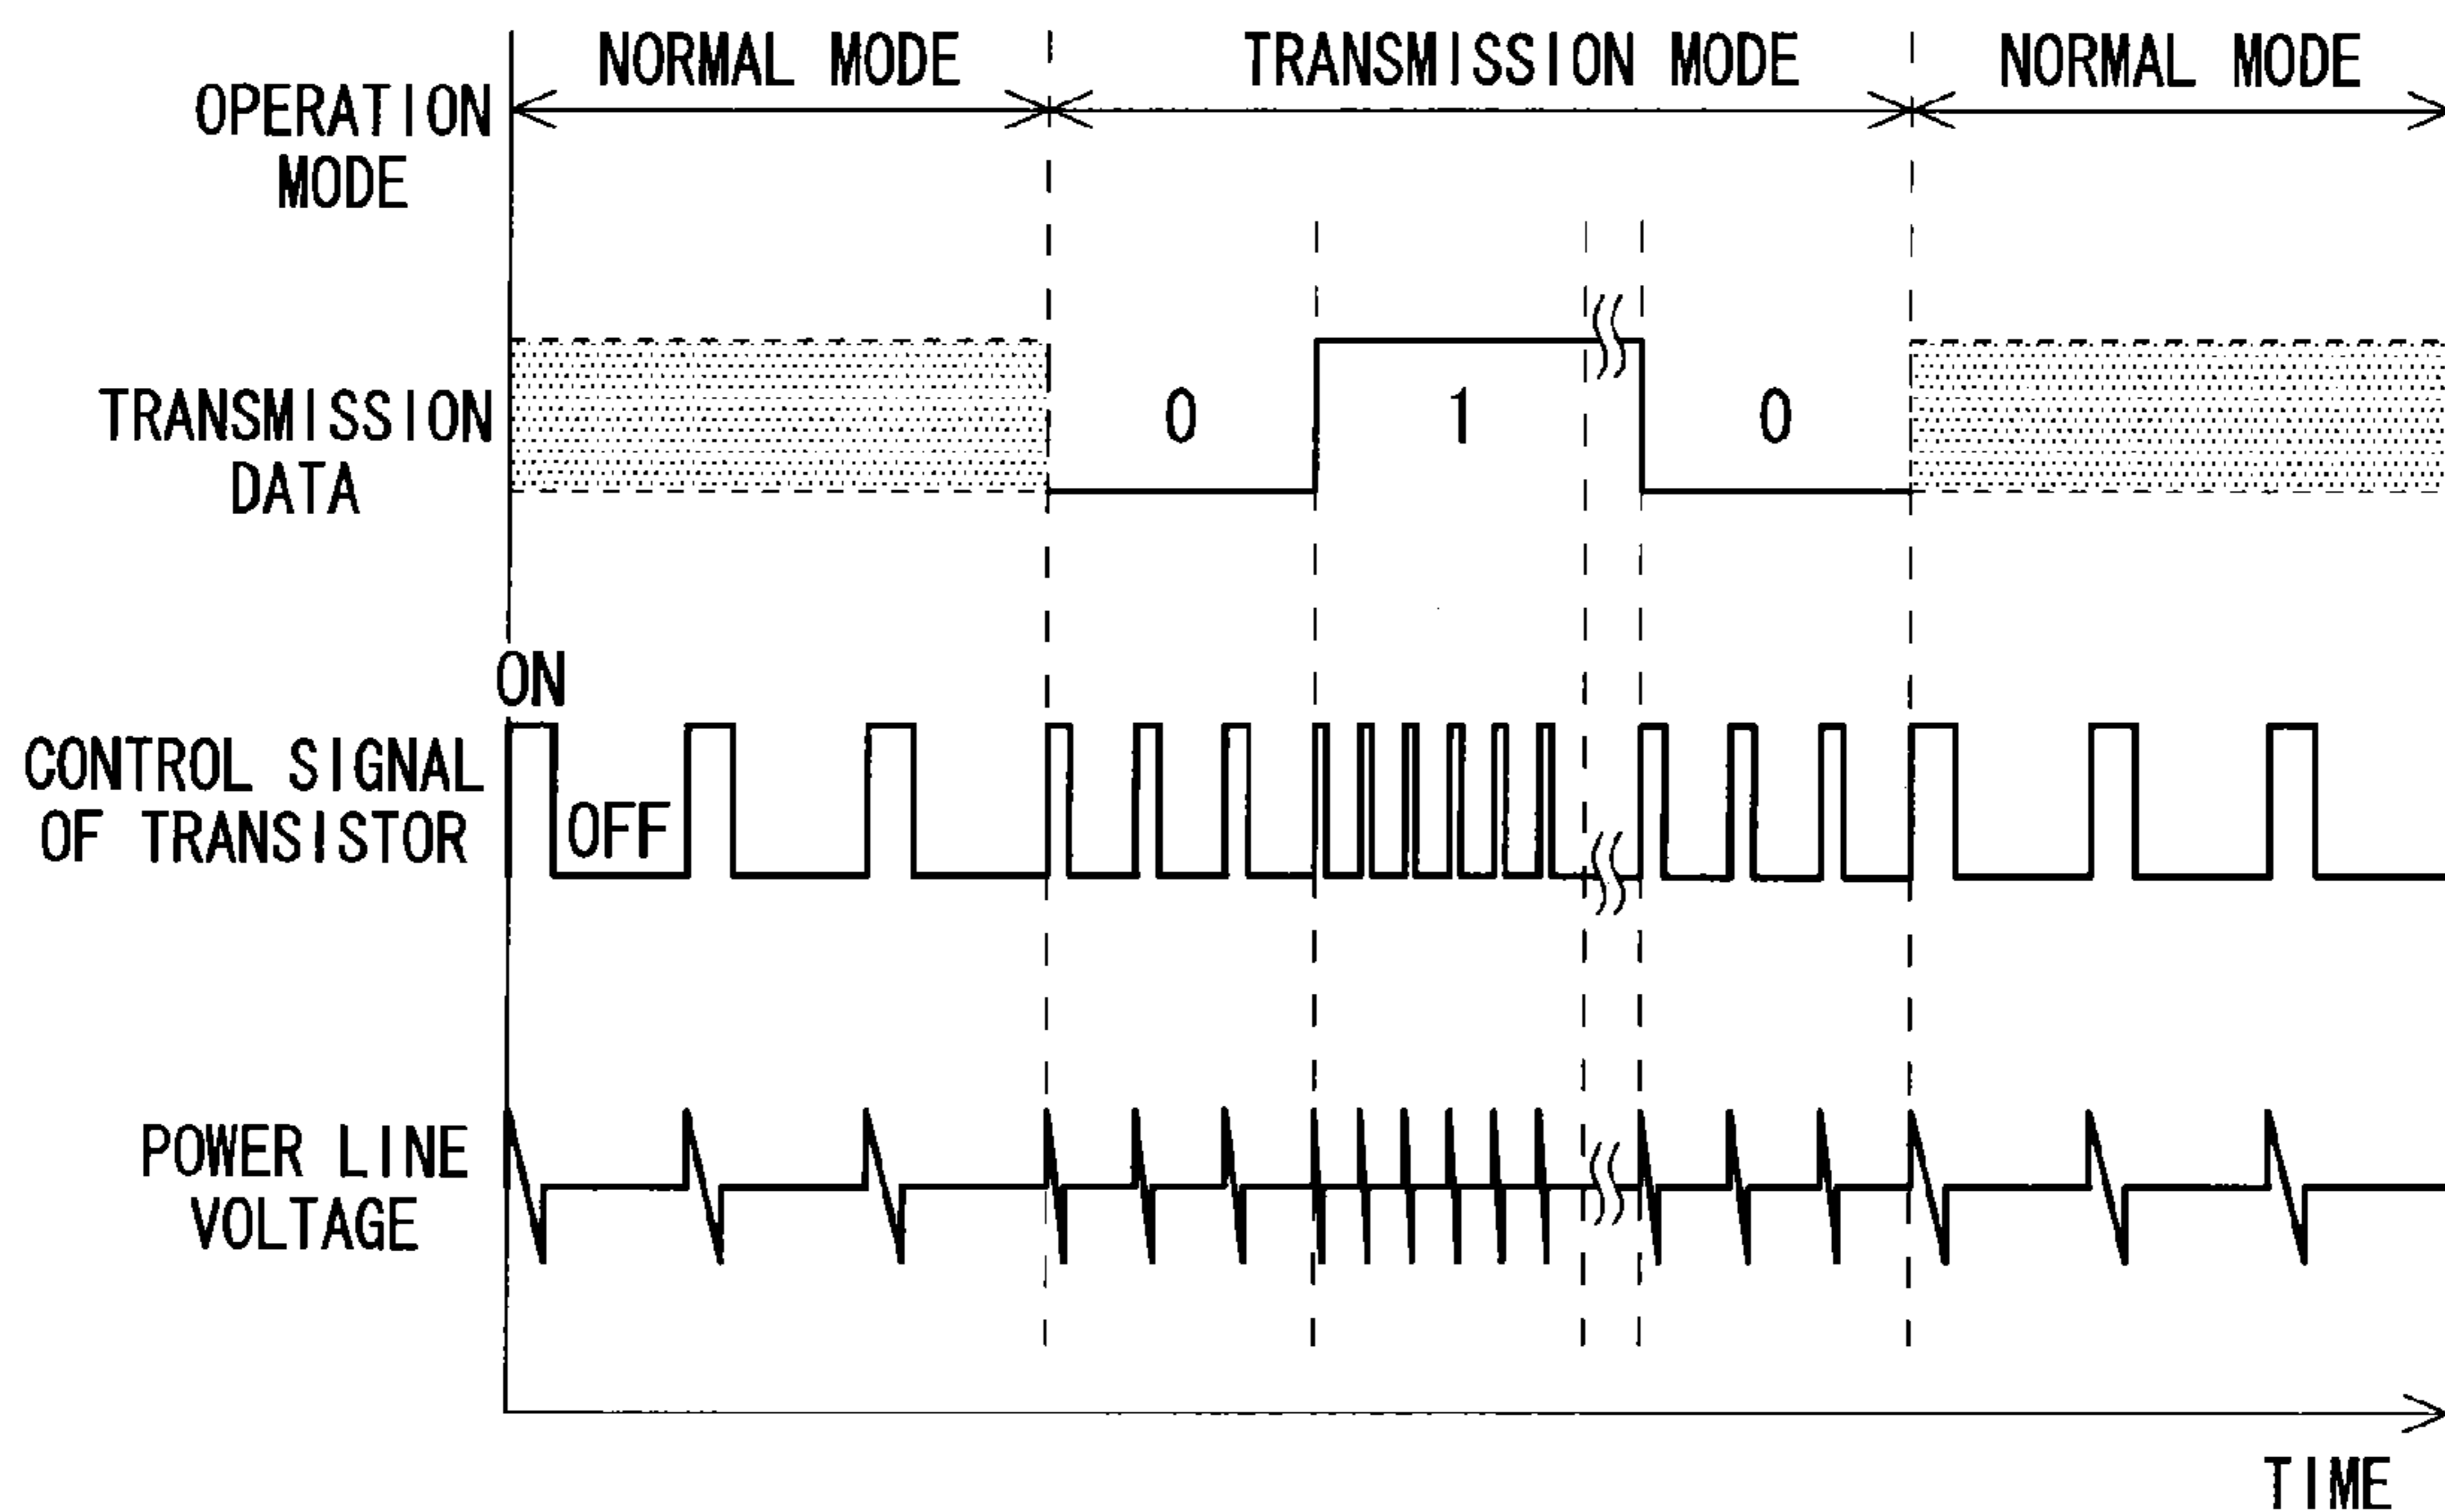 NORMAL MODE
TRANSMISSION MODE
NORMAL MODE
OPERATION
MODE
TRANSMISSION
DATA
0
1
0
ON
OFF
CONTROL SIGNAL
OF TRANSISTOR
POWER LINE
VOLTAGE
TIME